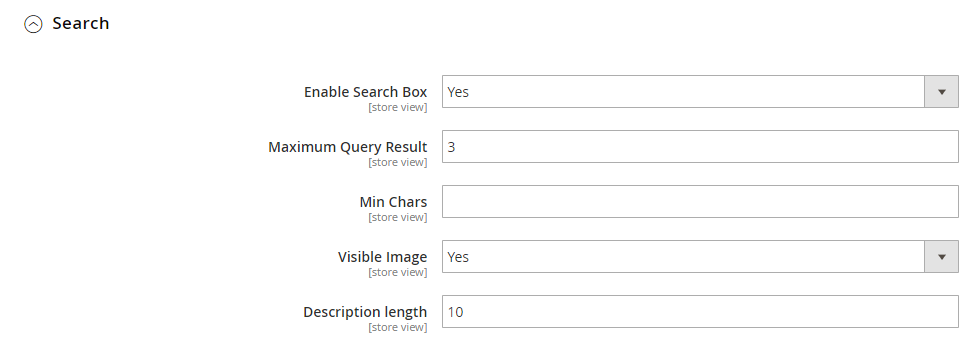 Search
Enable Search Box Yes
[store view]
Maximum Query Result 3
[store view]
Min Chars
[store view]
Visible Image Yes
[store view]
Description length 10
[store view]